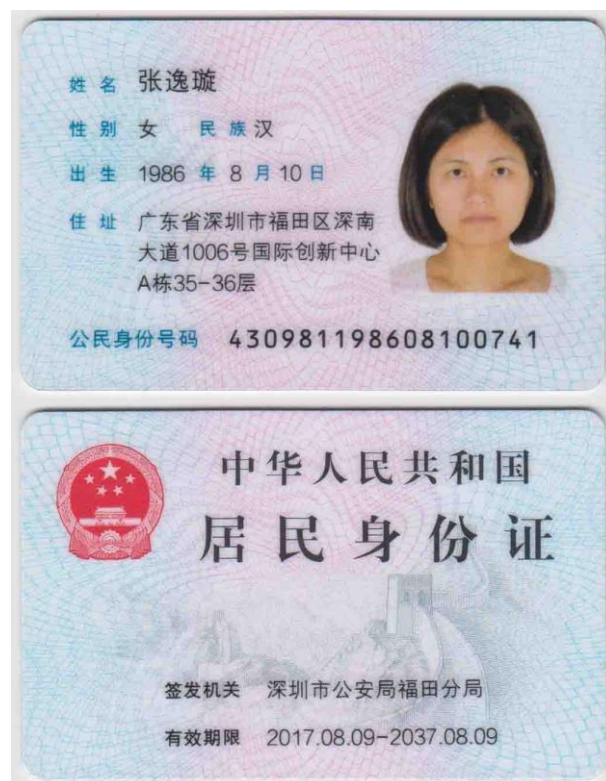 姓名 张逸璇
性别 女 民族 汉
出生 1986 年 8 月 10 日
住址 广东省深圳市福田区深南
大道1006号国际创新中心
A栋35-36层
公民身份号码 430981198608100741
中华人民共和国
居民身份证
签发机关 深圳市公安局福田分局
有效期限 2017.08.09-2037.08.09